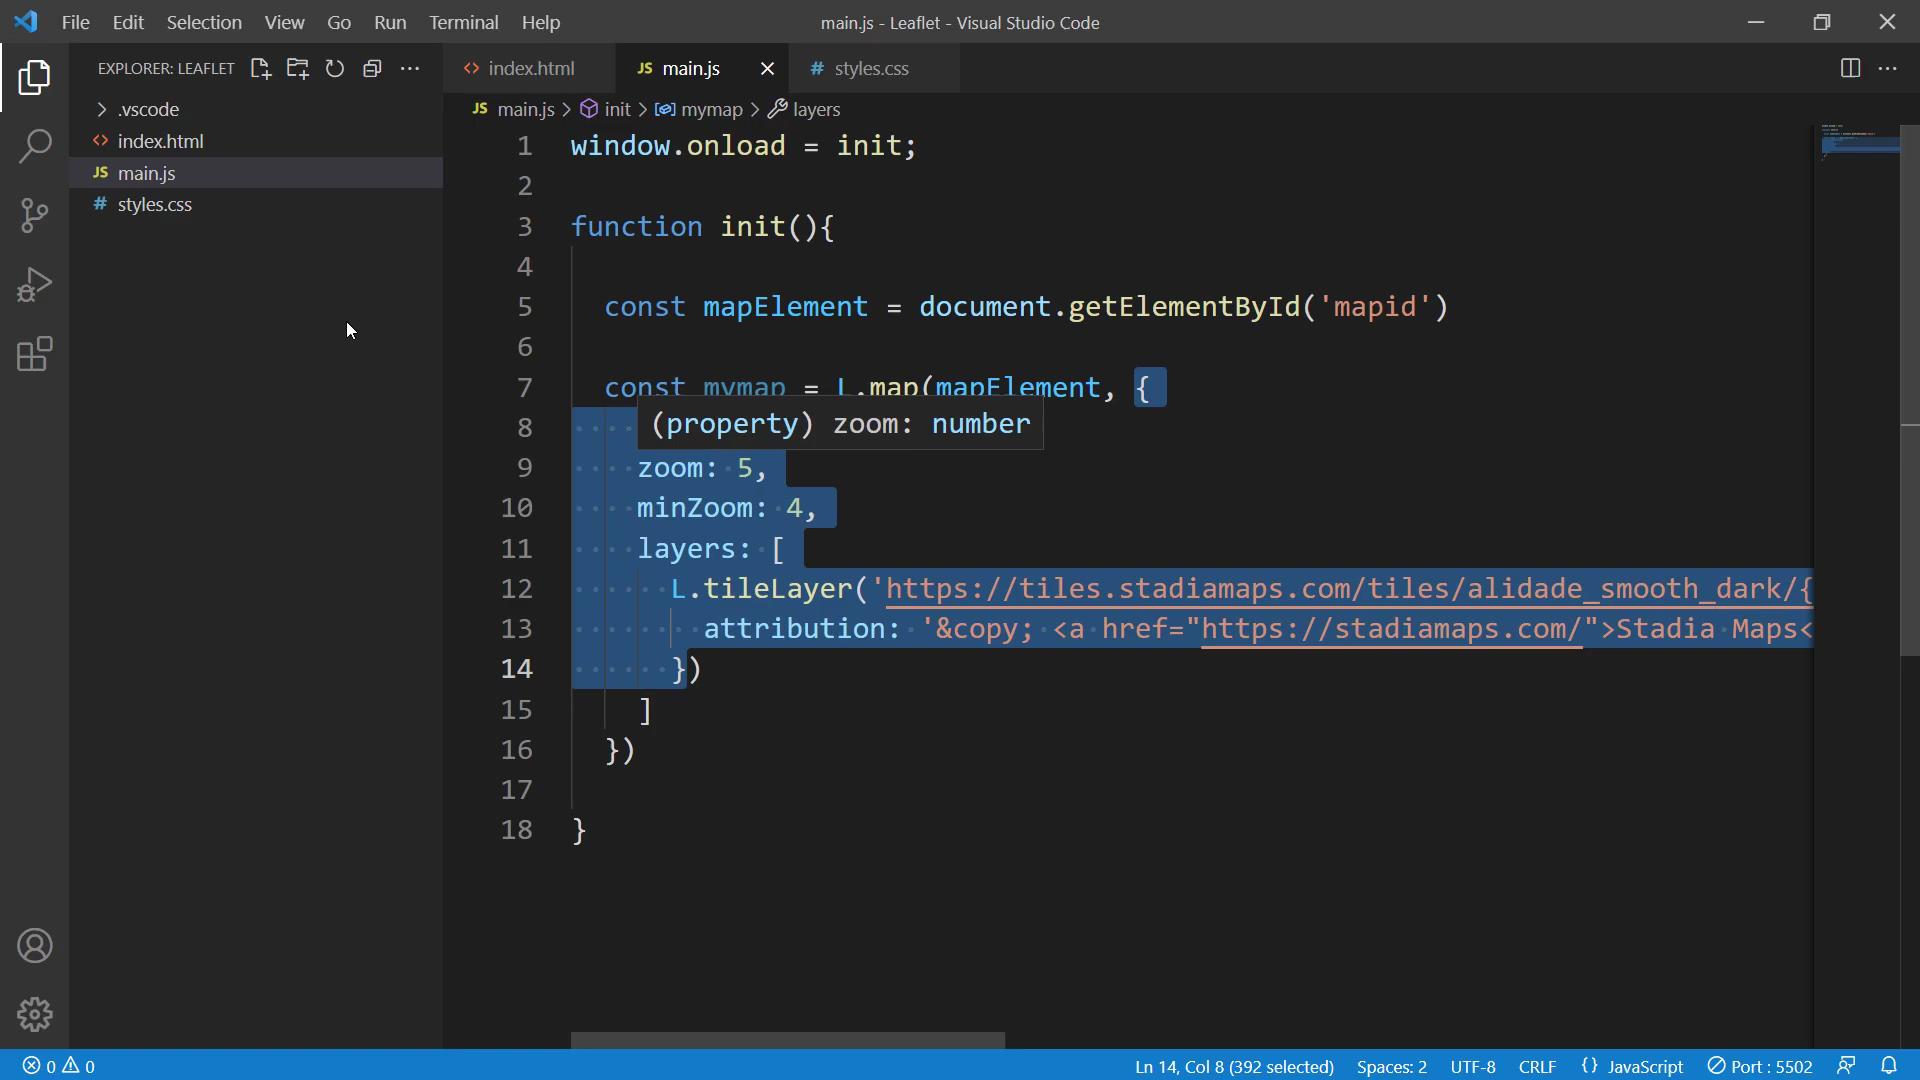 File Edit Selection View Go Run Terminal Help
main.js - Leaflet - Visual Studio Code
EXPLORER: LEAFLET
.vscode
index.html
main.js
styles.css
index.html
main.js
styles.css
main.js > init > mymap > layers
1 window.onload = init;
2
3 function init(){
4
5 const mapElement = document.getElementById('mapid')
6
7 const mymap = L.map(mapElement, {
8 (property) zoom: number
9 zoom: 5,
10 minZoom: 4,
11 layers: [
12 L.tileLayer('https://tiles.stadiamaps.com/tiles/alidade_smooth_dark/{
13 attribution: '&copy; <a href="https://stadiamaps.com/">Stadia Maps<
14 })
15 ]
16 })
17
18 }
0 0
Ln 14, Col 8 (392 selected) Spaces: 2 UTF-8 CRLF {} JavaScript Port : 5502